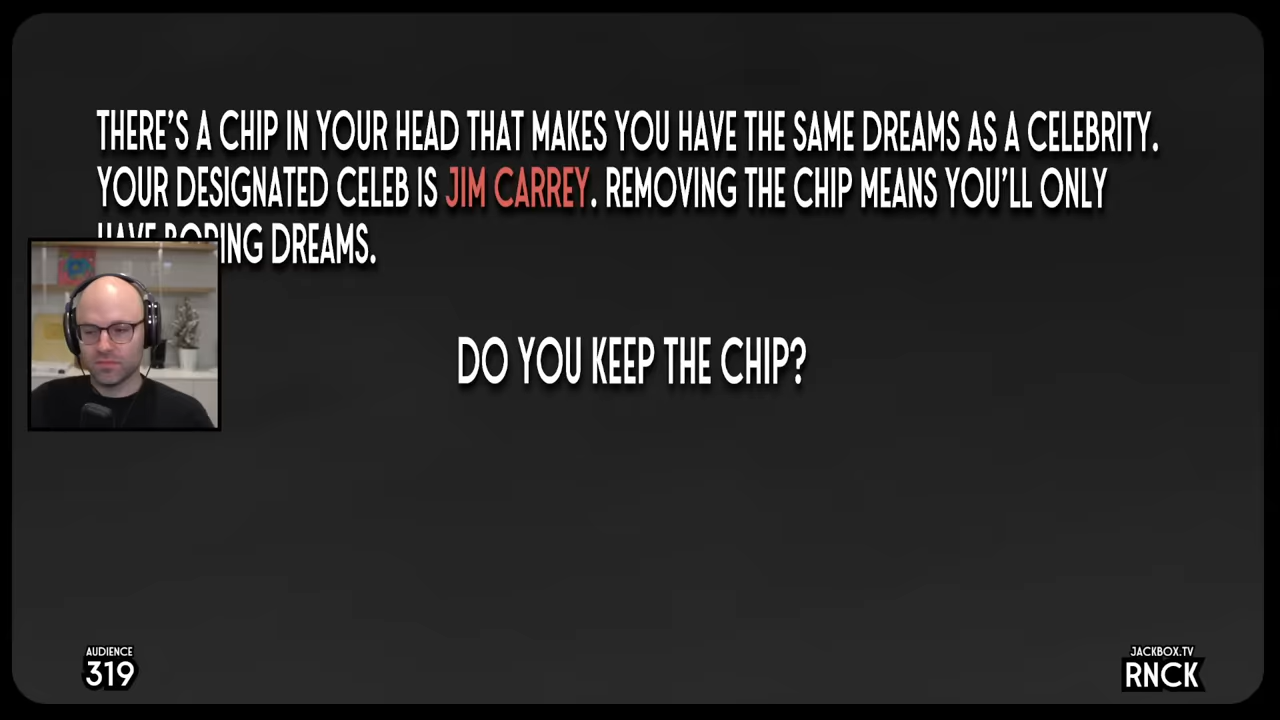 THERE'S A CHIP IN YOUR HEAD THAT MAKES YOU HAVE THE SAME DREAMS AS A CELEBRITY.
YOUR DESIGNATED CELEB IS JIM CARREY. REMOVING THE CHIP MEANS YOU'LL ONLY
HAVE BORING DREAMS.
DO YOU KEEP THE CHIP?
AUDIENCE
319
JACKBOX.TV
RNCK